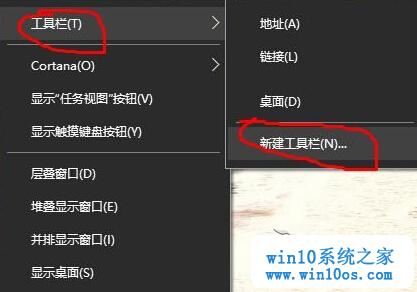 工具栏(T)
Cortana(O)
显示“任务视图”按钮(V)
显示触摸键盘按钮(Y)
层叠窗口(D)
堆叠显示窗口(E)
并排显示窗口(I)
显示桌面(S)
地址(A)
链接(L)
桌面(D)
新建工具栏(N)...
win10系统之家
www.win10os.com